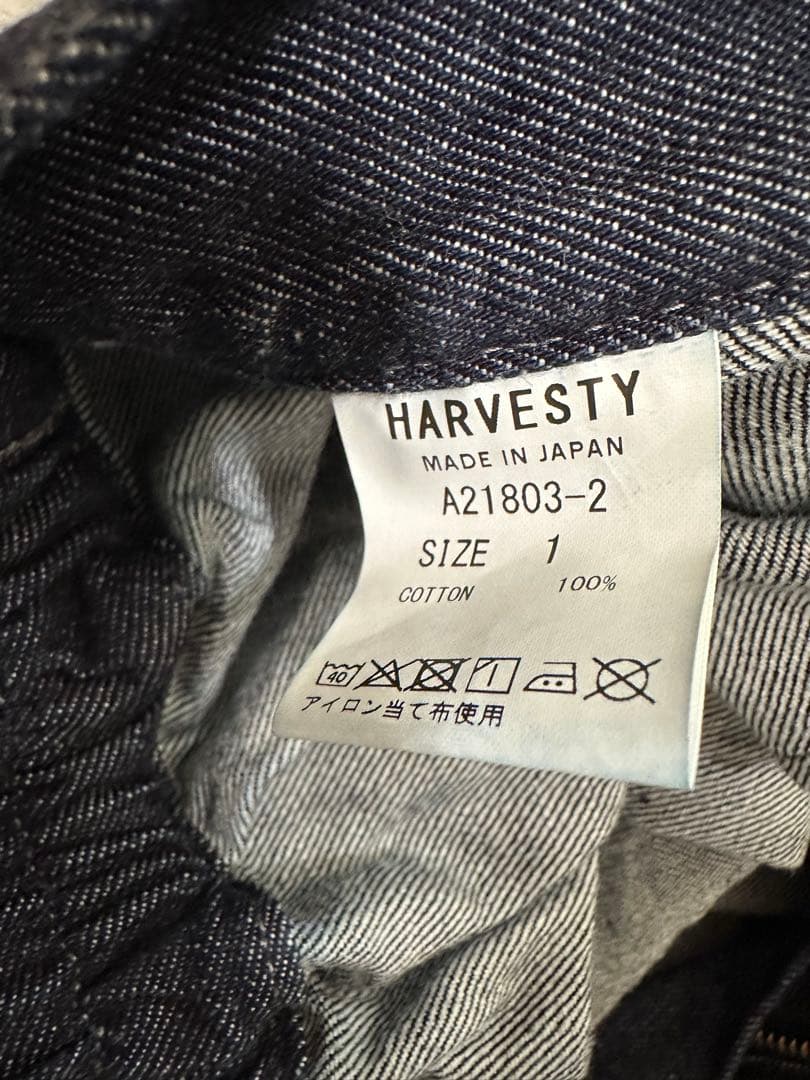 HARVESTY
MADE IN JAPAN
A21803-2
SIZE 1
COTTON 100%
40
アイロン当て布使用